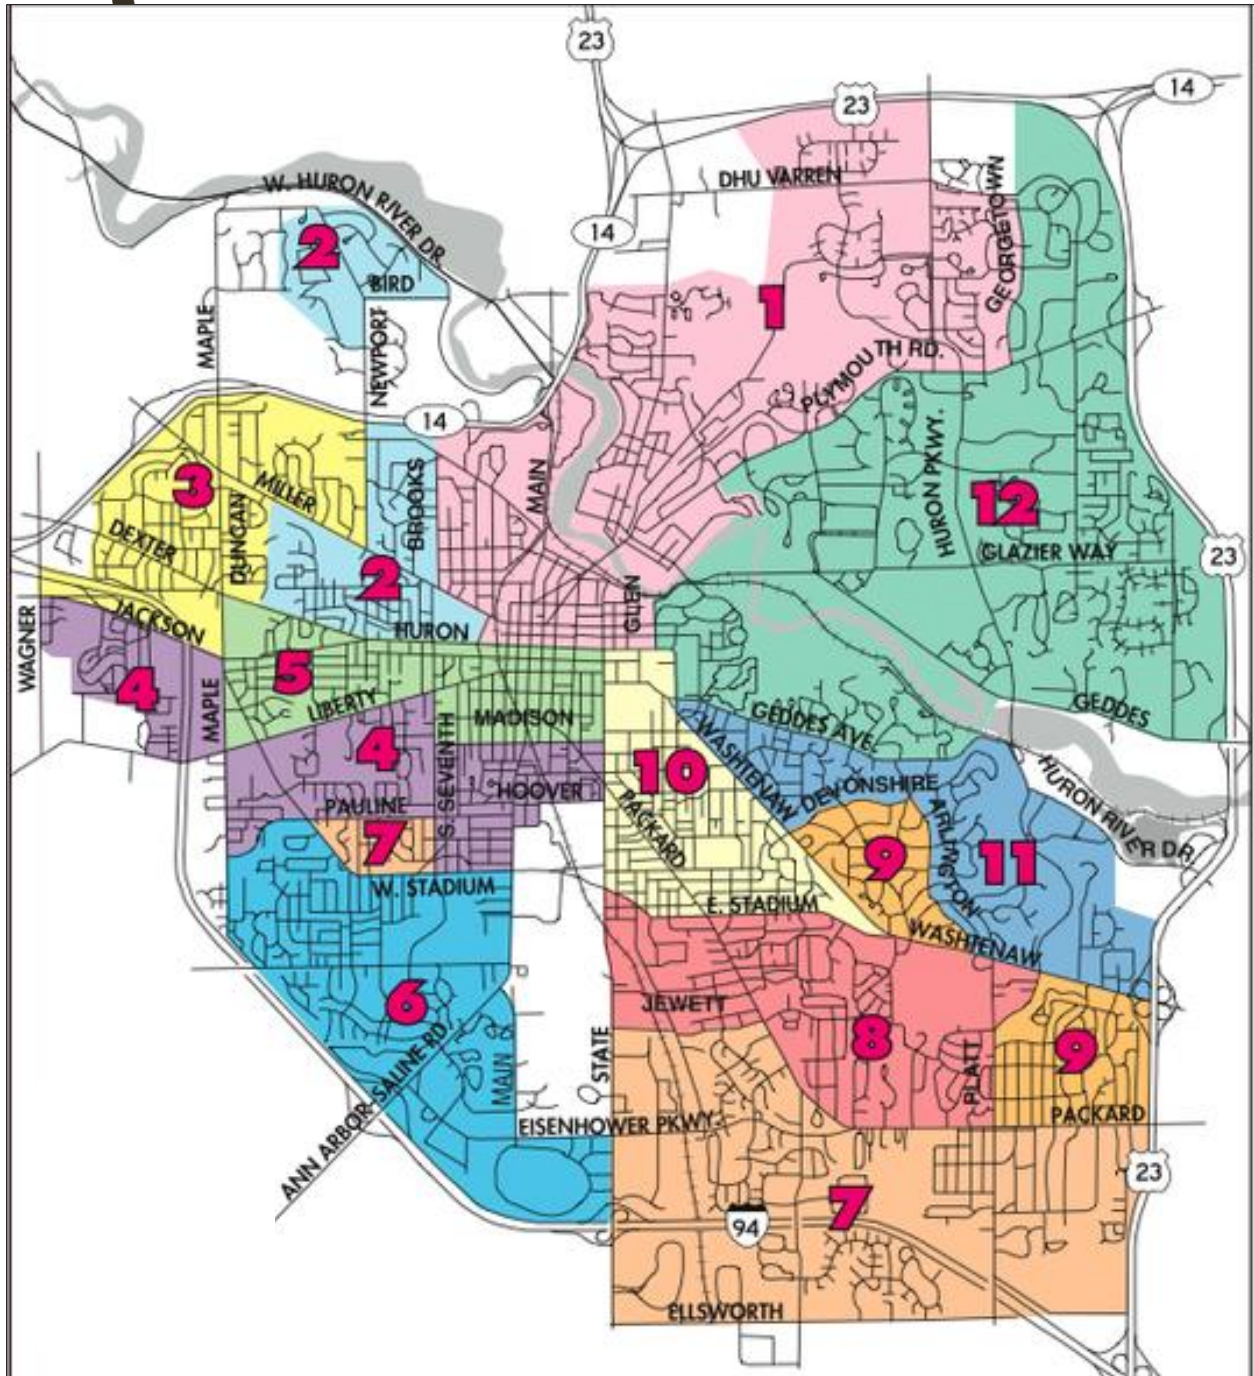 23
14
23
DHU VARREN
GEORGETOWN
W. HURON RIVER DR.
14
2
BIRD
1
MAPLE
NEWPORT
PLYMOU TH RD.
14
HURON PKWY.
3
MILLER
BROOKS
MAIN
12
DEXTER
DUNCAN
GLAZIER WAY
23
2
GLEN
WAGNER
JACKSON
HURON
4
5
LIBERTY
MAPLE
MADISON
GEDDES AVE.
GEDDES
WASHTENAW
4
S. SEVENTH
10
HOOVER
DEVONSHIRE
HURON RIVER DR.
PAULINE
PACKARD
ARLINGTON
7
9
11
W. STADIUM
E. STADIUM
WASHTENAW
6
JEWETT
8
9
ANN ARBOR-SALINE RD
MAIN
STATE
PLATT
PACKARD
EISENHOWER PKWY.
23
7
94
ELLSWORTH